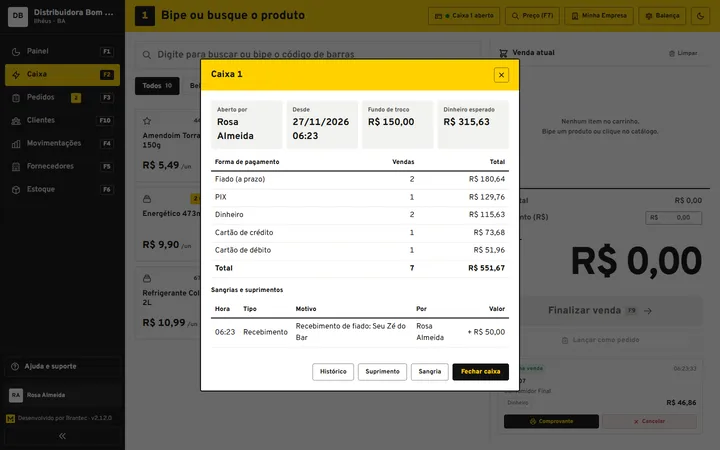 DB
Distribuidora Bom ...
Ilhéus - BA
Painel F1
Caixa F2
Pedidos 2 F3
Clientes F10
Movimentações F4
Fornecedores F5
Estoque F6
Ajuda e suporte
RA Rosa Almeida
Desenvolvido por Brardoc · v2.12.0
1 Bipe ou busque o produto
Caixa 1 aberto
Preço (F7)
Minha Empresa
Balança
Digite para buscar ou bipe o código de barras
Todos 10
Amendoim Torra
150g
R$ 5,49 /un
Energético 473m
R$ 9,90 /un
Refrigerante Col
2L
R$ 10,99 /un
Venda atual
Limpar
Nenhum item no carrinho.
Bipe um produto ou clique no catálogo.
R$ 0,00
R$ 0,00
R$ 0,00
Finalizar venda F9
Lançar como pedido
R$ 46,86
Dinheiro
Comprovante
Cancelar
Caixa 1
Aberto por
Rosa
Almeida
Desde
27/11/2026
06:23
Fundo de troco
R$ 150,00
Dinheiro esperado
R$ 315,63
Forma de pagamento Vendas Total
Fiado (a prazo) 2 R$ 180,64
PIX 1 R$ 129,76
Dinheiro 2 R$ 115,63
Cartão de crédito 1 R$ 73,68
Cartão de débito 1 R$ 51,96
Total 7 R$ 551,67
Sangrias e suprimentos
Hora Tipo Motivo Por Valor
06:23 Recebimento Recebimento de fiado: Seu Zé do Bar Rosa Almeida + R$ 50,00
Histórico
Suprimento
Sangria
Fechar caixa